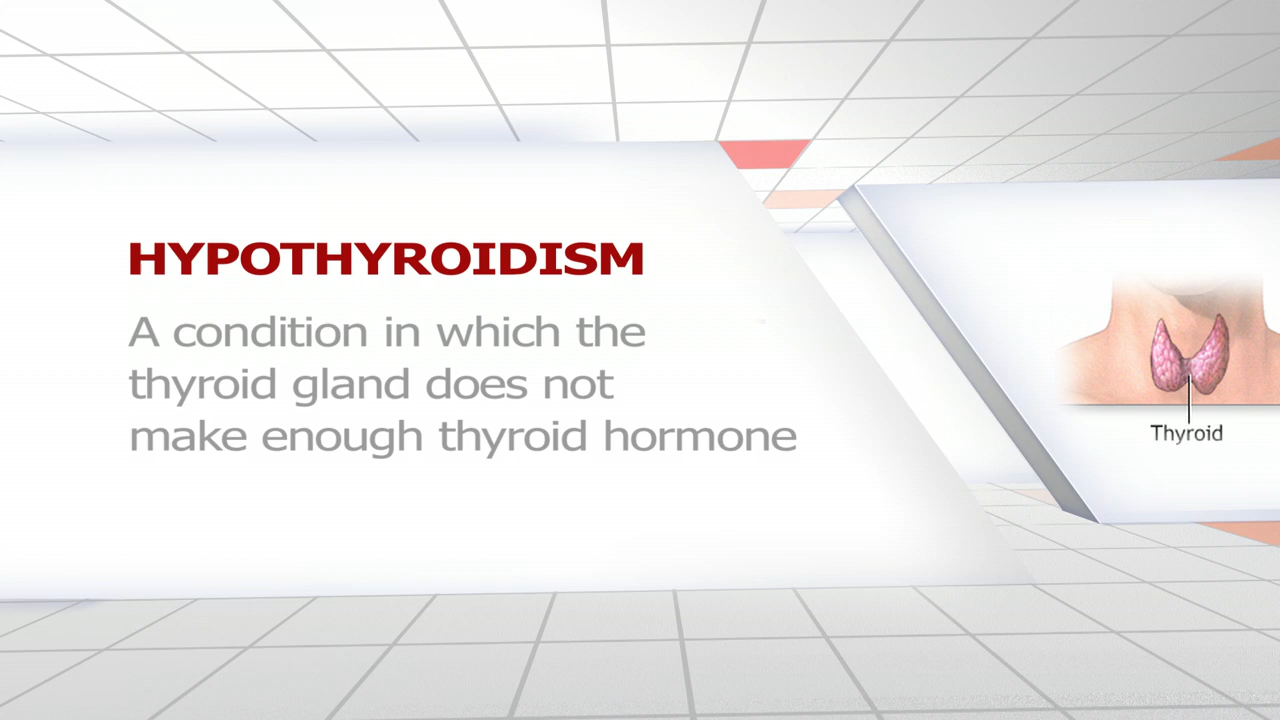 HYPOTHYROIDISM
A condition in which the
thyroid gland does not
make enough thyroid hormone
Thyroid